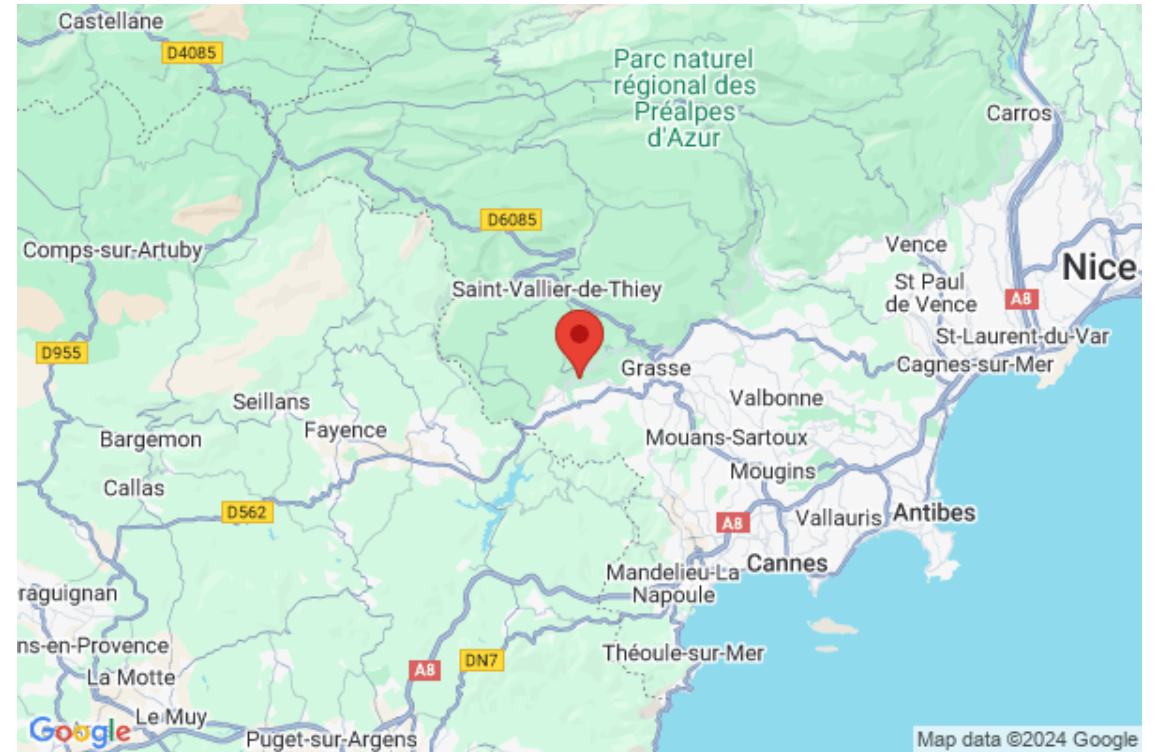 Castellane
D4085
Parc naturel
régional des
Préalpes
d'Azur
Carros
D6085
Comps-sur-Artuby
Vence
Nice
Saint-Vallier-de-Thiey
St Paul
de Vence
A8
St-Laurent-du-Var
D955
Grasse
Cagnes-sur-Mer
Seillans
Valbonne
Bargemon
Fayence
Mouans-Sartoux
Mougins
Callas
D562
A8
Vallauris
Antibes
Mandelieu-La
Napoule
Cannes
raguignan
ns-en-Provence
Théoule-sur-Mer
La Motte
A8
DN7
Le Muy
Google
Puget-sur-Argens
Map data ©2024 Google